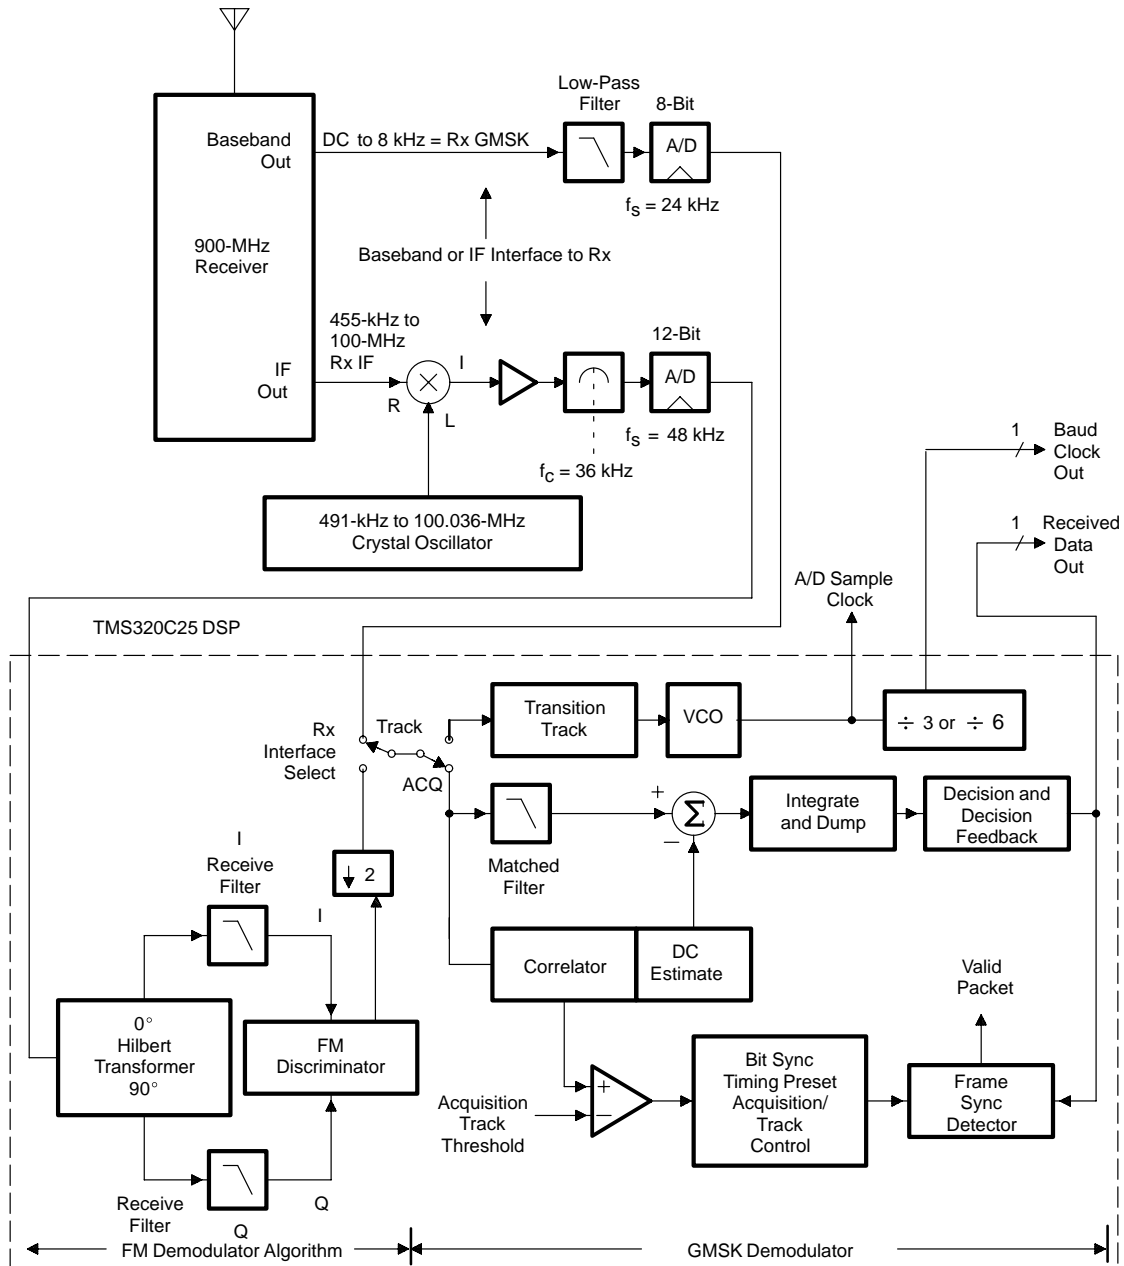 Low-Pass
Filter
8-Bit
Baseband
Out
DC to 8 kHz = Rx GMSK
A/D
fS = 24 kHz
900-MHz
Receiver
Baseband or IF Interface to Rx
455-kHz to
100-MHz
Rx IF
IF
Out
R
I
L
12-Bit
A/D
fS = 48 kHz
fC = 36 kHz
491-kHz to 100.036-MHz
Crystal Oscillator
1
Baud
Clock
Out
1
Received
Data
Out
A/D Sample
Clock
TMS320C25 DSP
Rx
Interface
Select
Track
ACQ
Transition
Track
VCO
÷ 3 or ÷ 6
Matched
Filter
+
−
Σ
Integrate
and Dump
Decision and
Decision
Feedback
↓ 2
I
Receive
Filter
I
Correlator
DC
Estimate
Valid
Packet
0°
Hilbert
Transformer
90°
FM
Discriminator
Acquisition
Track
Threshold
+
−
Bit Sync
Timing Preset
Acquisition/
Track
Control
Frame
Sync
Detector
Receive
Filter
Q
Q
FM Demodulator Algorithm
GMSK Demodulator